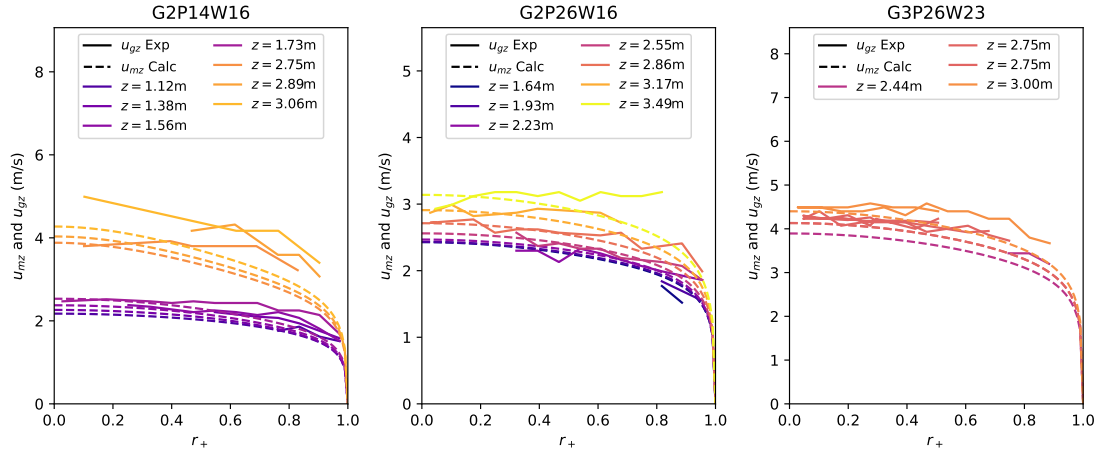 G2P14W16
u_gz Exp
u_mz Calc
z = 1.12m
z = 1.38m
z = 1.56m
z = 1.73m
z = 2.75m
z = 2.89m
z = 3.06m
8
6
4
2
0
u_mz and u_gz (m/s)
0.0 0.2 0.4 0.6 0.8 1.0
r_+
G2P26W16
u_gz Exp
u_mz Calc
z = 1.64m
z = 1.93m
z = 2.23m
z = 2.55m
z = 2.86m
z = 3.17m
z = 3.49m
5
4
3
2
1
0
u_mz and u_gz (m/s)
0.0 0.2 0.4 0.6 0.8 1.0
r_+
G3P26W23
u_gz Exp
u_mz Calc
z = 2.44m
z = 2.75m
z = 2.75m
z = 3.00m
8
7
6
5
4
3
2
1
0
u_mz and u_gz (m/s)
0.0 0.2 0.4 0.6 0.8 1.0
r_+